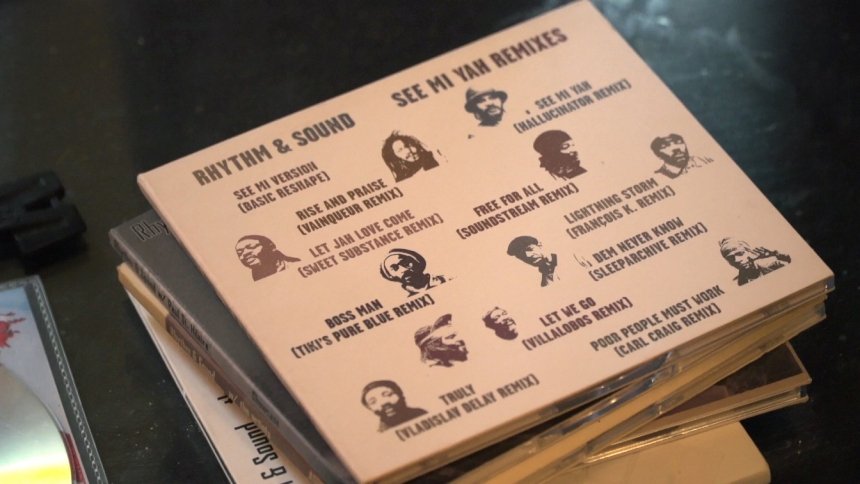 RHYTHM & SOUND
SEE MI YAH REMIXES
SEE MI VERSION
(BASIC RESHAPE)
, SEE MI YAH
(HALLUCINATOR REMIX)
RISE AND PRAISE
(VAINQUEUR REMIX)
FREE FOR ALL
(SOUNDSTREAM REMIX)
LIGHTNING STORM
(FRANÇOIS K. REMIX)
LET JAH LOVE COME
(SWEET SUBSTANCE REMIX)
DEM NEVER KNOW
(SLEEPARCHIVE REMIX)
BOSS MAN
(TIKI'S PURE BLUE REMIX)
LET WE GO
(VILLALOBOS REMIX)
POOR PEOPLE MUST WORK
(CARL CRAIG REMIX)
TRULY
(VLADISLAV DELAY REMIX)
& Sound